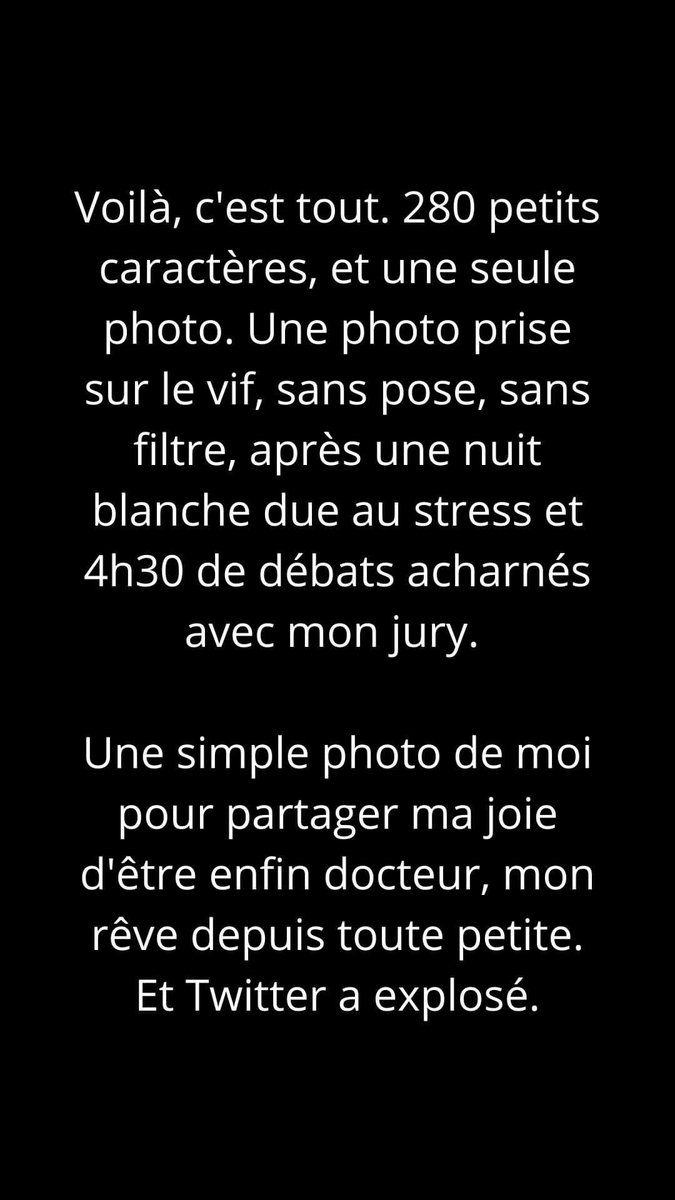 Voilà, c'est tout. 280 petits
caractères, et une seule
photo. Une photo prise
sur le vif, sans pose, sans
filtre, après une nuit
blanche due au stress et
4h30 de débats acharnés
avec mon jury.
Une simple photo de moi
pour partager ma joie
d'être enfin docteur, mon
rêve depuis toute petite.
Et Twitter a explosé.